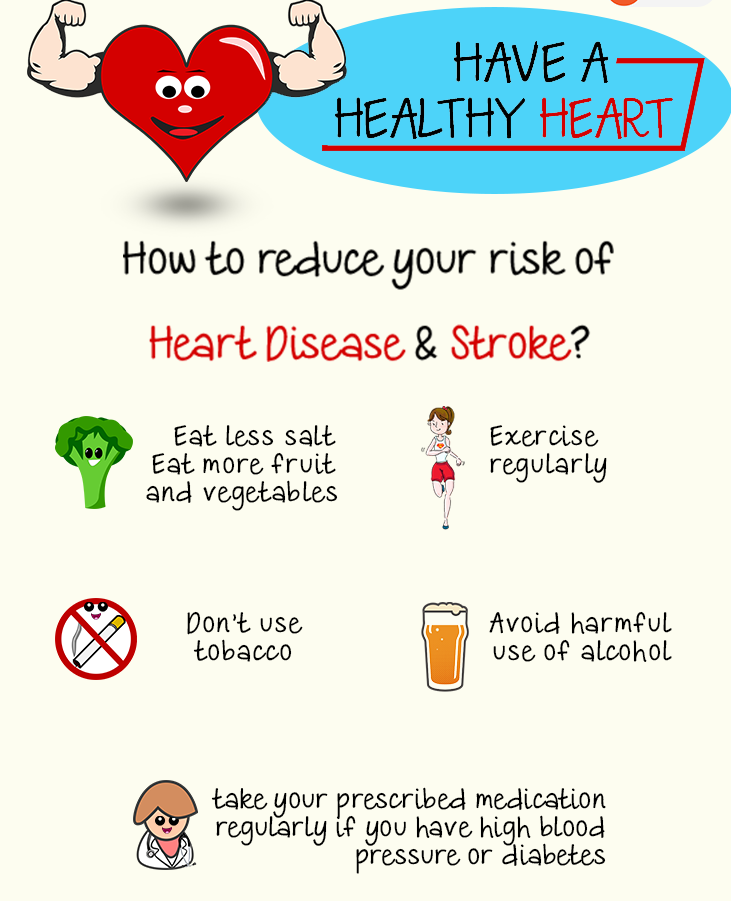 HAVE A
HEALTHY HEART
How to reduce your risk of
Heart Disease & Stroke?
Eat less salt
Eat more fruit
and vegetables
Exercise
regularly
Don't use
tobacco
Avoid harmful
use of alcohol
take your prescribed medication
regularly if you have high blood
pressure or diabetes